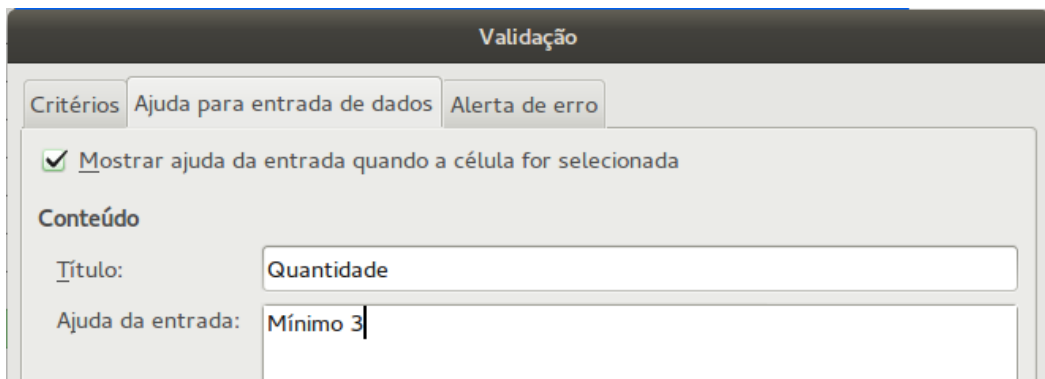 Validação
Critérios Ajuda para entrada de dados Alerta de erro
Mostrar ajuda da entrada quando a célula for selecionada
Conteúdo
Título: Quantidade
Ajuda da entrada: Mínimo 3